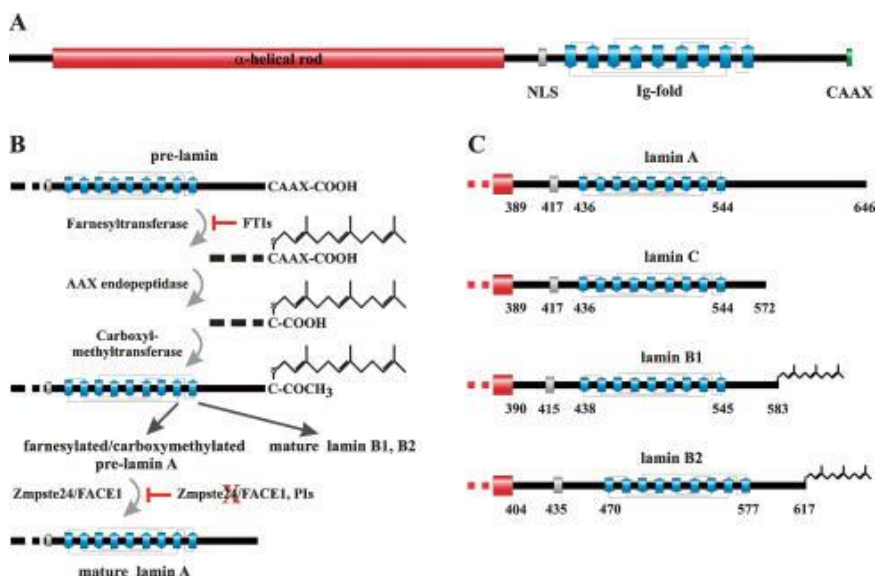 A
α-helical rod
NLS
Ig-fold
CAAX
B
pre-lamin
CAAX-COOH
Farnesyltransferase
FTIs
S
CAAX-COOH
AAX endopeptidase
S
C-COOH
Carboxyl-
methyltransferase
S
C-COCH3
farnesylated/carboxymethylated
pre-lamin A
mature lamin B1, B2
Zmpste24/FACE1
Zmpste24/FACE1, PIs
X
mature lamin A
C
lamin A
389 417 436 544 646
lamin C
389 417 436 544 572
lamin B1
390 415 438 545 583
lamin B2
404 435 470 577 617